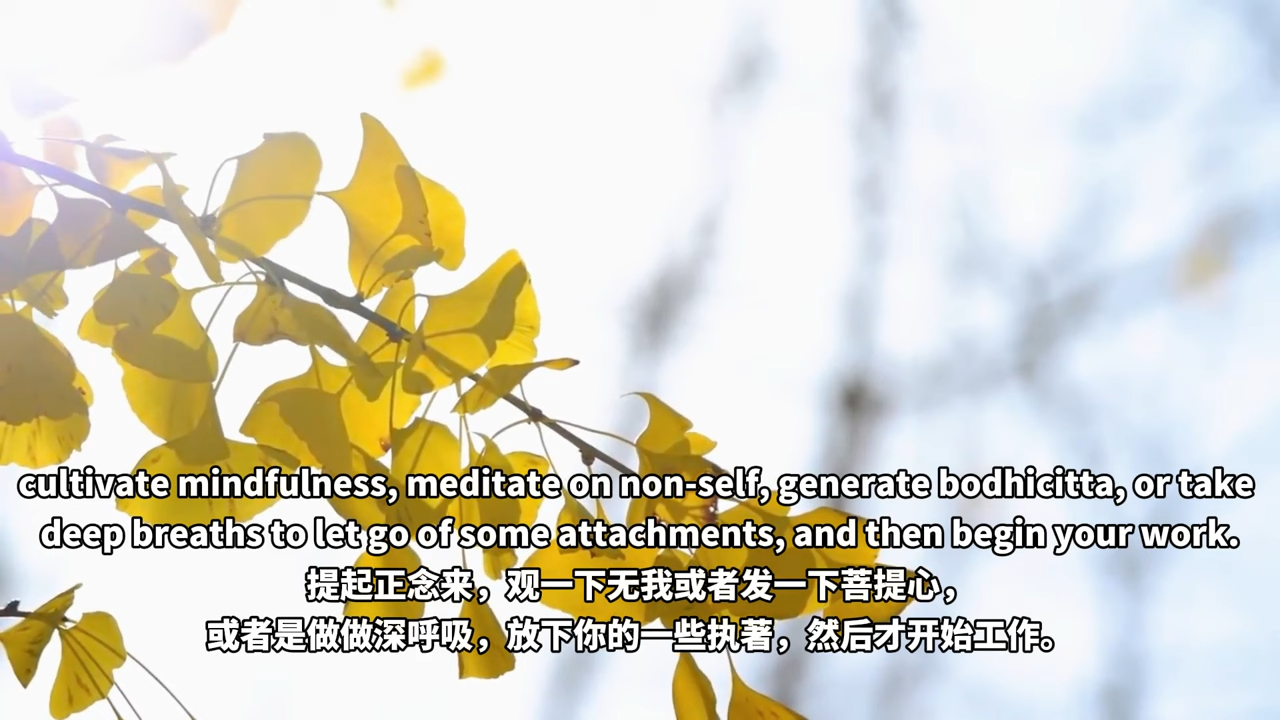 cultivate mindfulness, meditate on non-self, generate bodhicitta, or take
deep breaths to let go of some attachments, and then begin your work.
提起正念来，观一下无我或者发一下菩提心，
或者是做做深呼吸，放下你的一些执著，然后才开始工作。